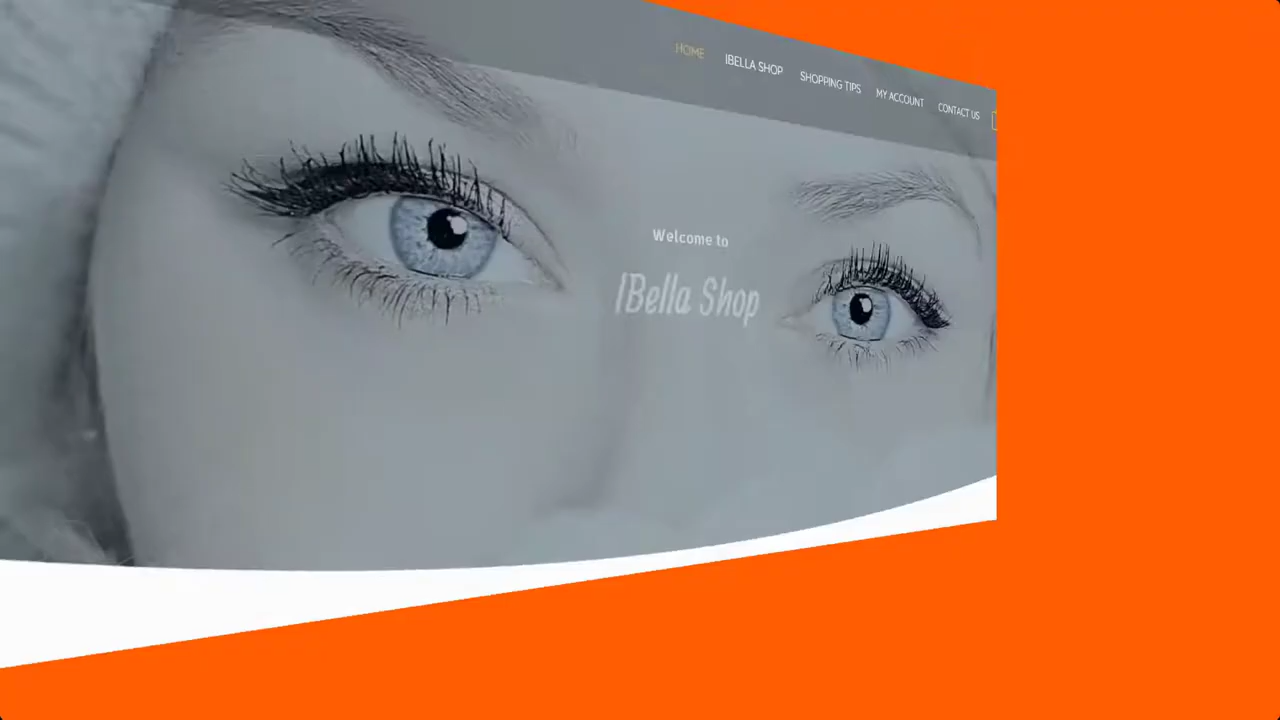 HOME IBELLA SHOP SHOPPING TIPS MY ACCOUNT CONTACT US
Welcome to
IBella Shop